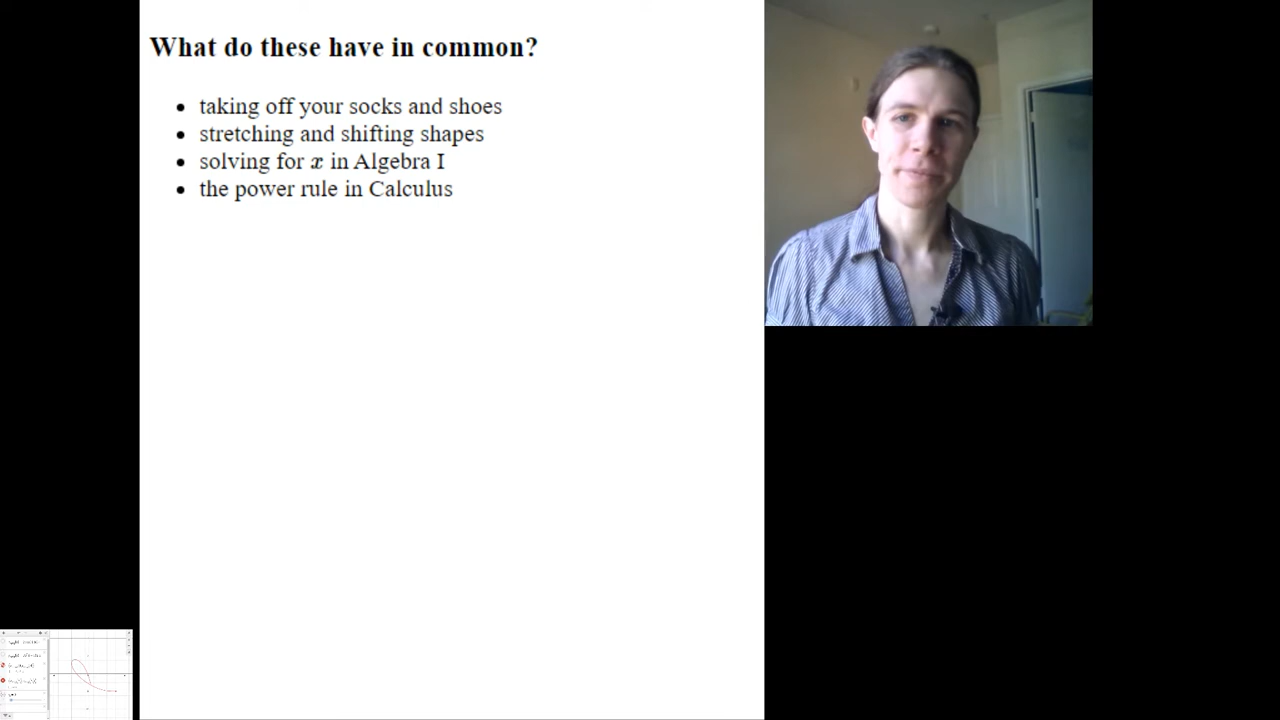 What do these have in common?
taking off your socks and shoes
stretching and shifting shapes
solving for x in Algebra I
the power rule in Calculus